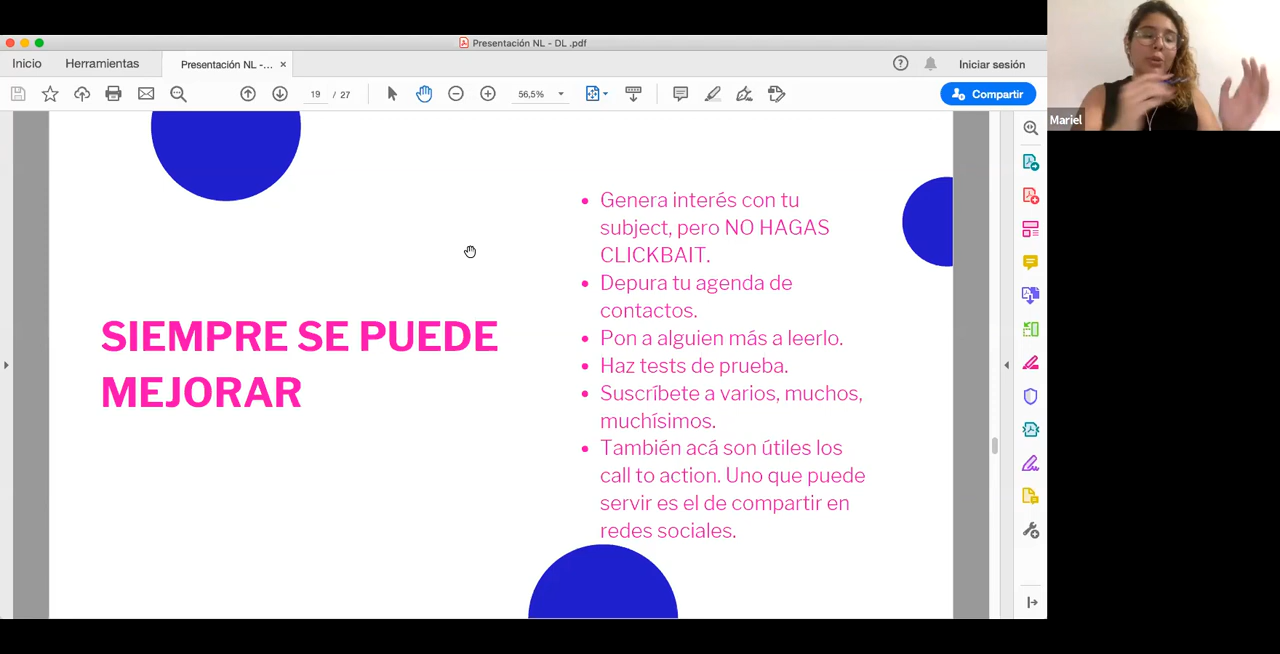 Presentación NL - DL .pdf
Inicio
Herramientas
Presentación NL -...
×
Iniciar sesión
19 / 27
56,5%
Compartir
Mariel
SIEMPRE SE PUEDE
MEJORAR
• Genera interés con tu
subject, pero NO HAGAS
CLICKBAIT.
• Depura tu agenda de
contactos.
• Pon a alguien más a leerlo.
• Haz tests de prueba.
• Suscríbete a varios, muchos,
muchísimos.
• También acá son útiles los
call to action. Uno que puede
servir es el de compartir en
redes sociales.